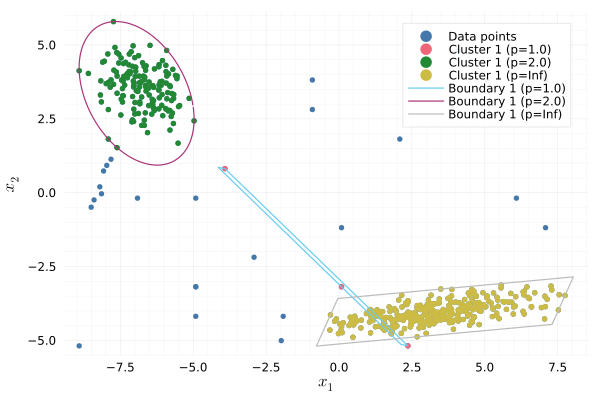 5.0
2.5
0.0
−2.5
−5.0
x2
−7.5
−5.0
−2.5
0.0
2.5
5.0
7.5
x1
Data points
Cluster 1 (p=1.0)
Cluster 1 (p=2.0)
Cluster 1 (p=Inf)
Boundary 1 (p=1.0)
Boundary 1 (p=2.0)
Boundary 1 (p=Inf)